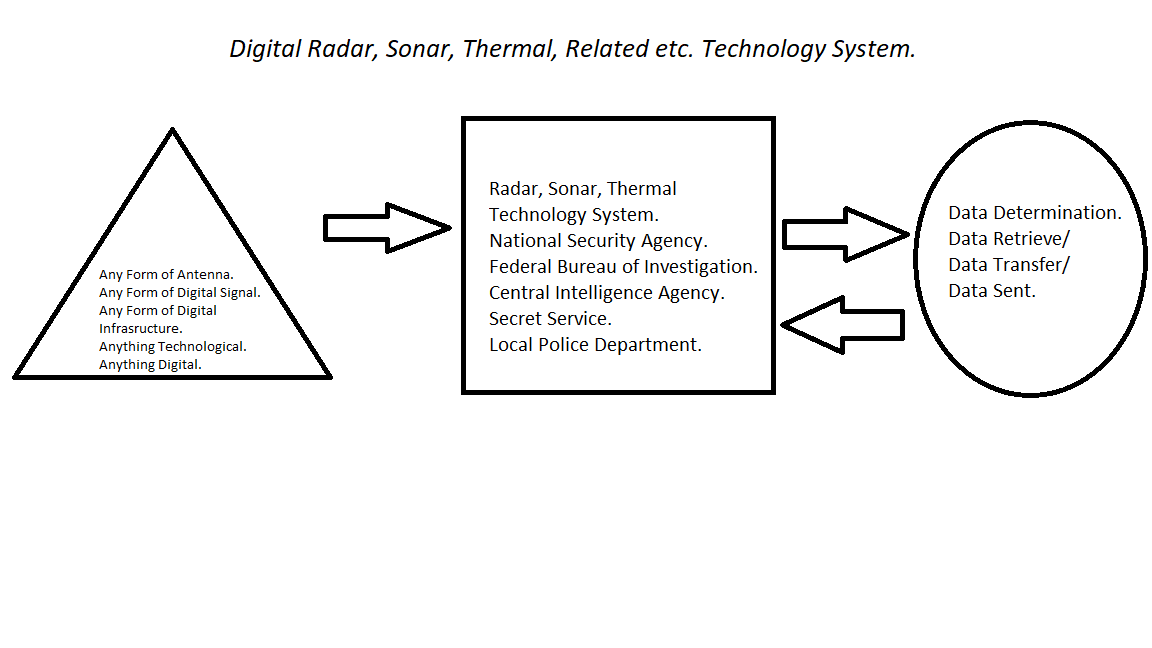 Digital Radar, Sonar, Thermal, Related etc. Technology System.
Any Form of Antenna.
Any Form of Digital Signal.
Any Form of Digital
Infrasructure.
Anything Technological.
Anything Digital.
Radar, Sonar, Thermal
Technology System.
National Security Agency.
Federal Bureau of Investigation.
Central Intelligence Agency.
Secret Service.
Local Police Department.
Data Determination.
Data Retrieve/
Data Transfer/
Data Sent.